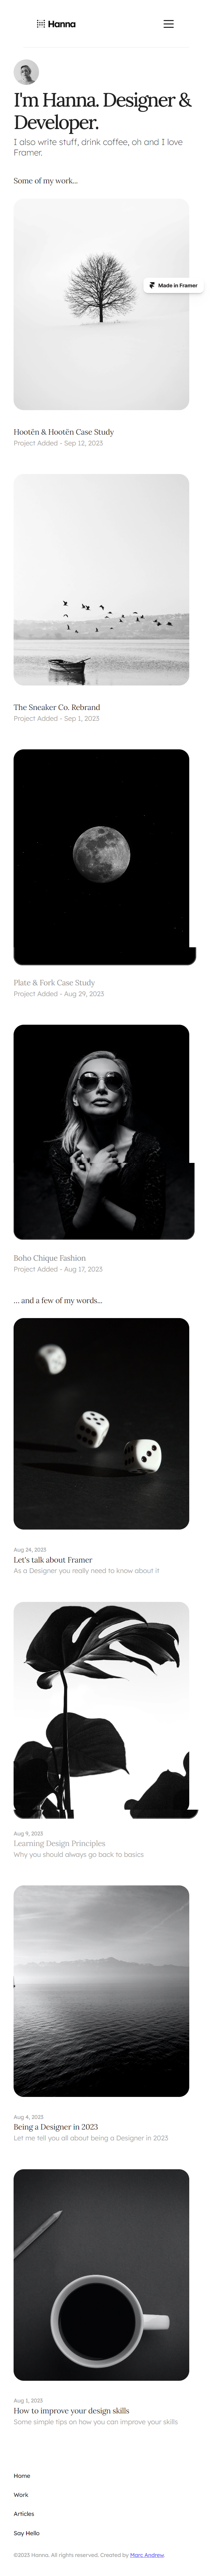 Hanna
I'm Hanna. Designer &
Developer.
I also write stuff, drink coffee, oh and I love
Framer.
Some of my work...
Made in Framer
Hootên & Hootên Case Study
Project Added - Sep 12, 2023
The Sneaker Co. Rebrand
Project Added - Sep 1, 2023
Plate & Fork Case Study
Project Added - Aug 29, 2023
Boho Chique Fashion
Project Added - Aug 17, 2023
... and a few of my words...
Aug 24, 2023
Let's talk about Framer
As a Designer you really need to know about it
Aug 9, 2023
Learning Design Principles
Why you should always go back to basics
Aug 4, 2023
Being a Designer in 2023
Let me tell you all about being a Designer in 2023
Aug 1, 2023
How to improve your design skills
Some simple tips on how you can improve your skills
Home
Work
Articles
Say Hello
©2023 Hanna. All rights reserved. Created by Marc Andrew.